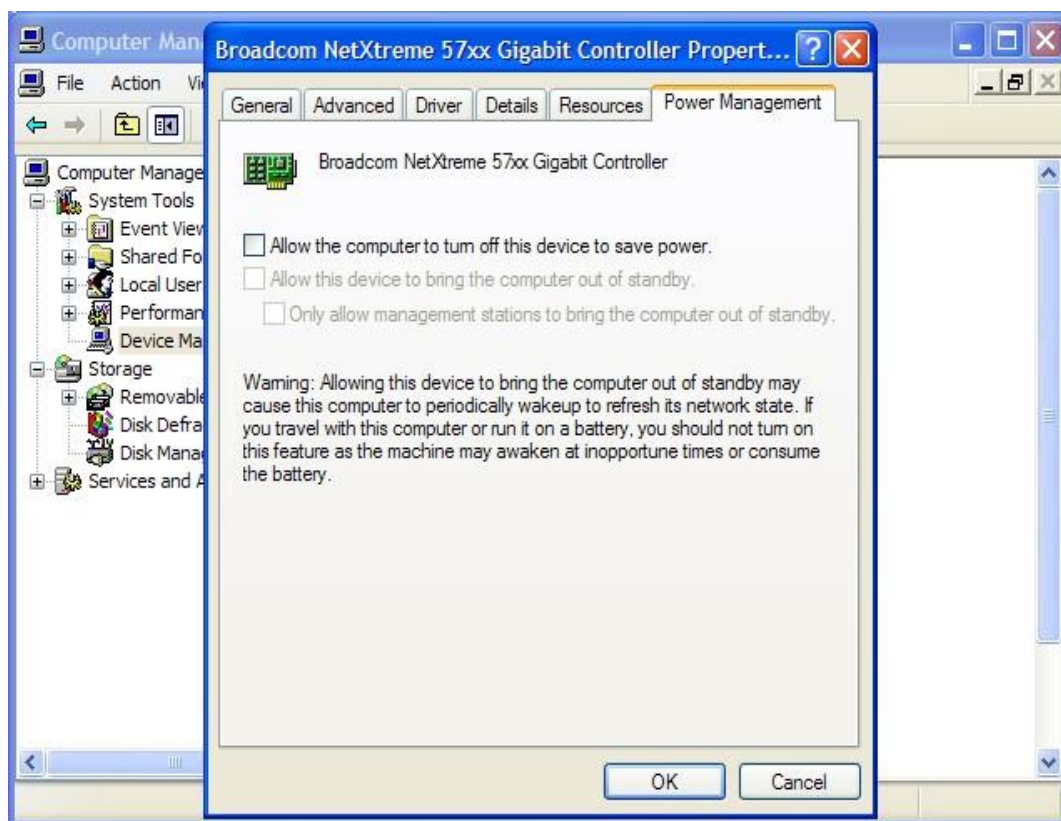 Computer Man
Broadcom NetXtreme 57xx Gigabit Controller Propert...
File Action Vi
General Advanced Driver Details Resources Power Management
Broadcom NetXtreme 57xx Gigabit Controller
Computer Manage
System Tools
Event View
Shared Fo
Local User
Performan
Device Ma
Storage
Removable
Disk Defra
Disk Manag
Services and A
Allow the computer to turn off this device to save power.
Allow this device to bring the computer out of standby.
Only allow management stations to bring the computer out of standby.
Warning: Allowing this device to bring the computer out of standby may
cause this computer to periodically wakeup to refresh its network state. If
you travel with this computer or run it on a battery, you should not turn on
this feature as the machine may awaken at inopportune times or consume
the battery.
OK Cancel